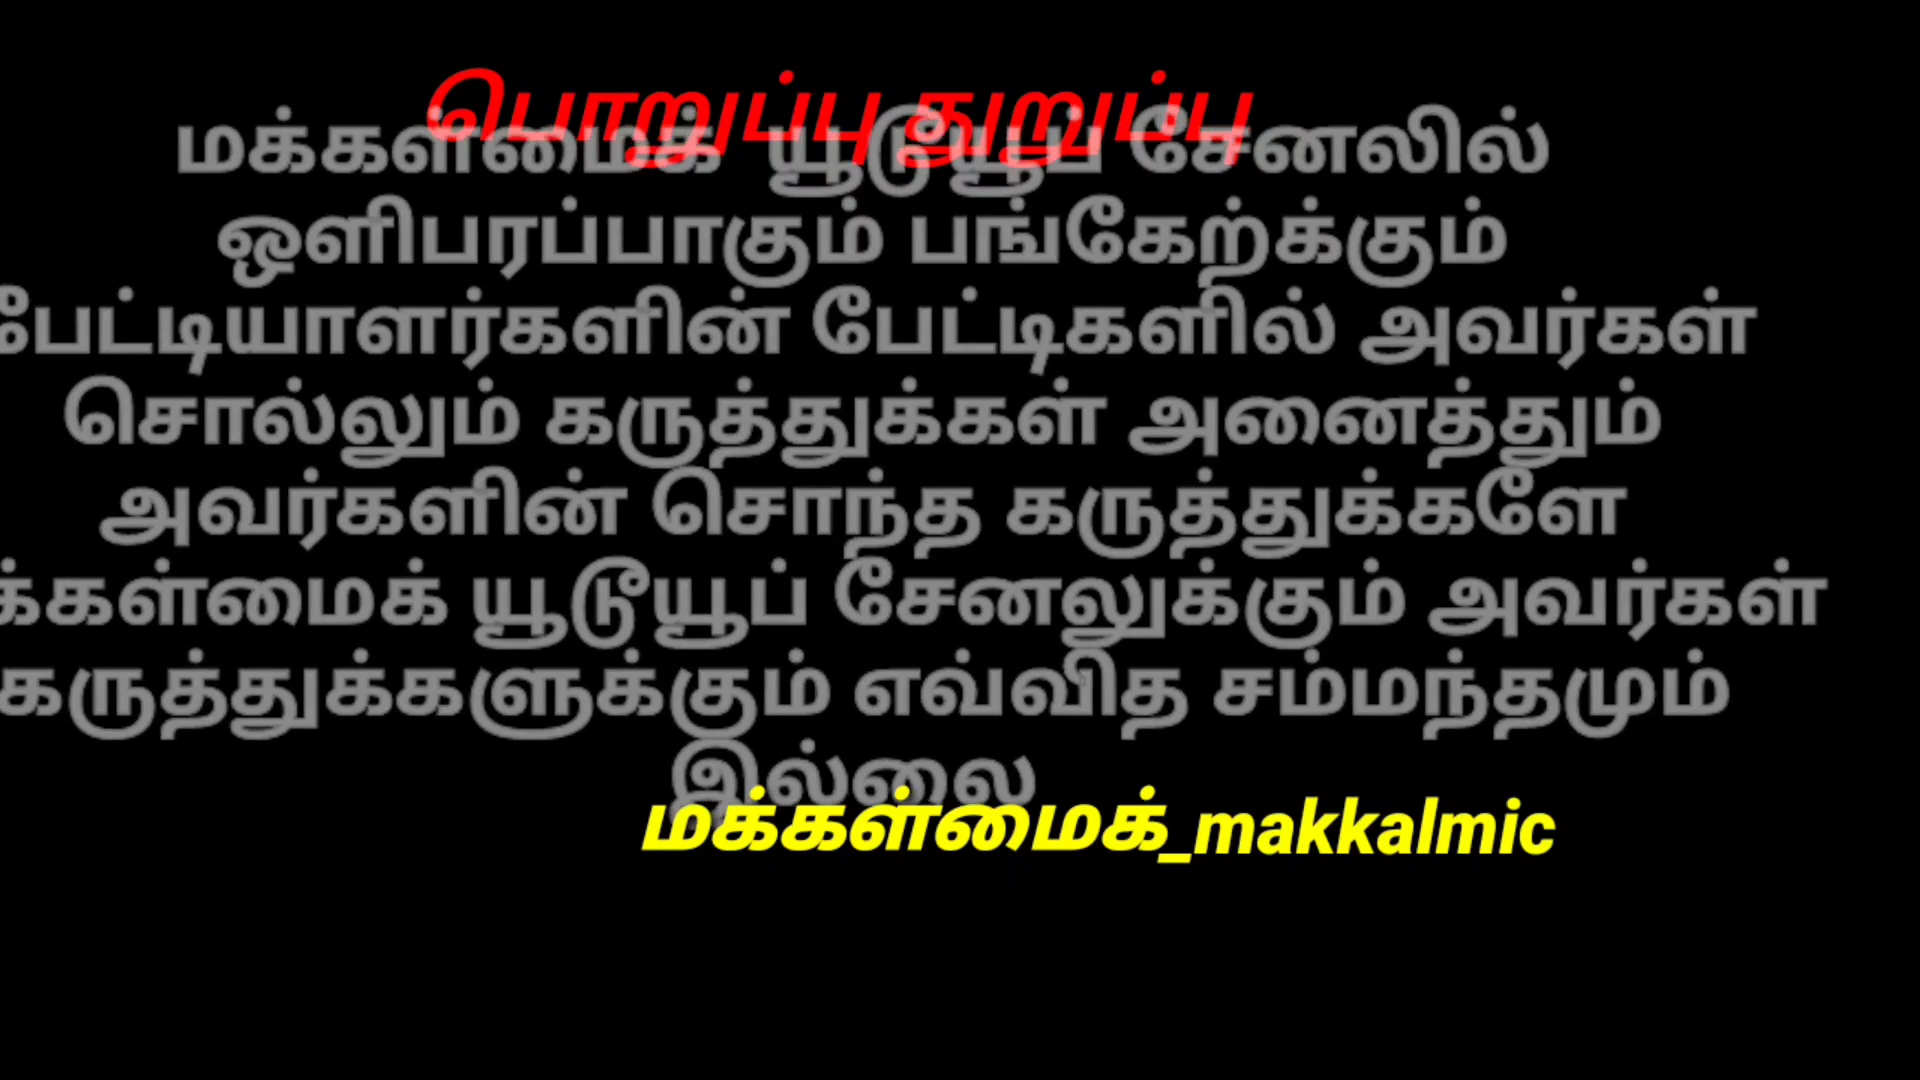 பொறுப்பு துறுப்பு
மக்கள்மைக் யூடூயூப் சேனலில்
ஒளிபரப்பாகும் பங்கேற்க்கும்
பேட்டியாளர்களின் பேட்டிகளில் அவர்கள்
சொல்லும் கருத்துக்கள் அனைத்தும்
அவர்களின் சொந்த கருத்துக்களே
க்கள்மைக் யூடூயூப் சேனலுக்கும் அவர்கள்
கருத்துக்களுக்கும் எவ்வித சம்மந்தமும்
இல்லை
மக்கள்மைக்_makkalmic